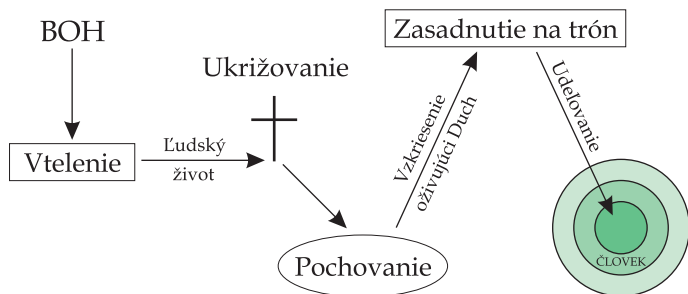 BOH
Vtelenie
Ľudský
život
Ukrižovanie
Pochovanie
Vzkriesenie
oživujúci Duch
Zasadnutie na trón
Udeľovanie
ČLOVEK